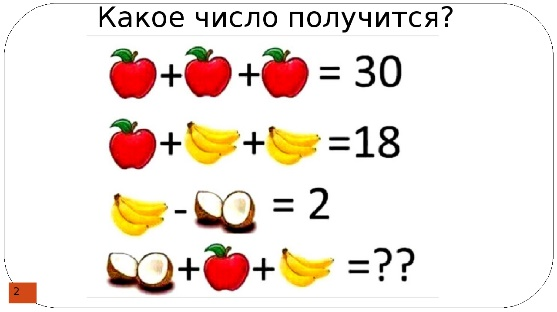 Какое число получится?
+ + = 30
+ + =18
- = 2
+ + =??
2